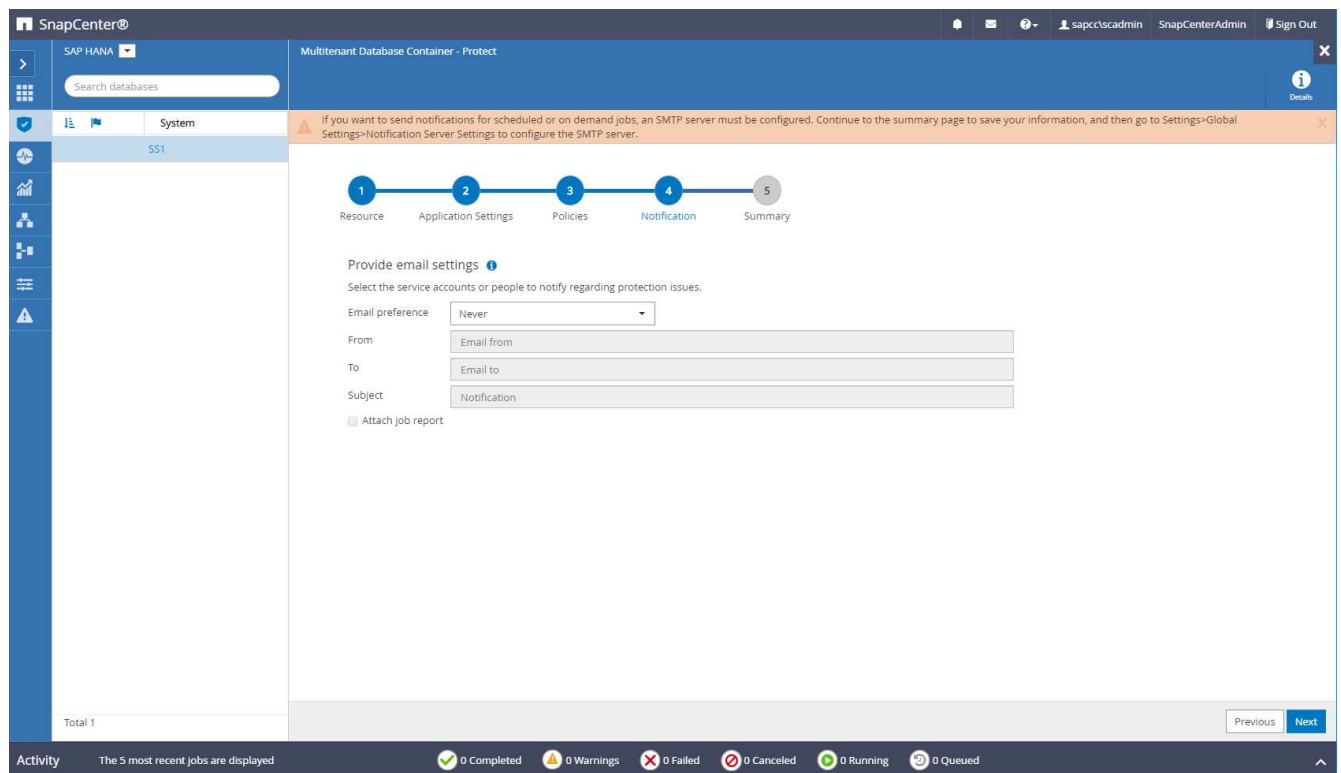 SnapCenter®
sapcc\scadmin SnapCenterAdmin Sign Out
SAP HANA
Multitenant Database Container - Protect
Search databases
Details
System
If you want to send notifications for scheduled or on demand jobs, an SMTP server must be configured. Continue to the summary page to save your information, and then go to Settings>Global
Settings>Notification Server Settings to configure the SMTP server.
SS1
1 2 3 4 5
Resource Application Settings Policies Notification Summary
Provide email settings
Select the service accounts or people to notify regarding protection issues.
Email preference Never
From Email from
To Email to
Subject Notification
Attach job report
Total 1
Previous Next
Activity The 5 most recent jobs are displayed 0 Completed 0 Warnings 0 Failed 0 Canceled 0 Running 0 Queued